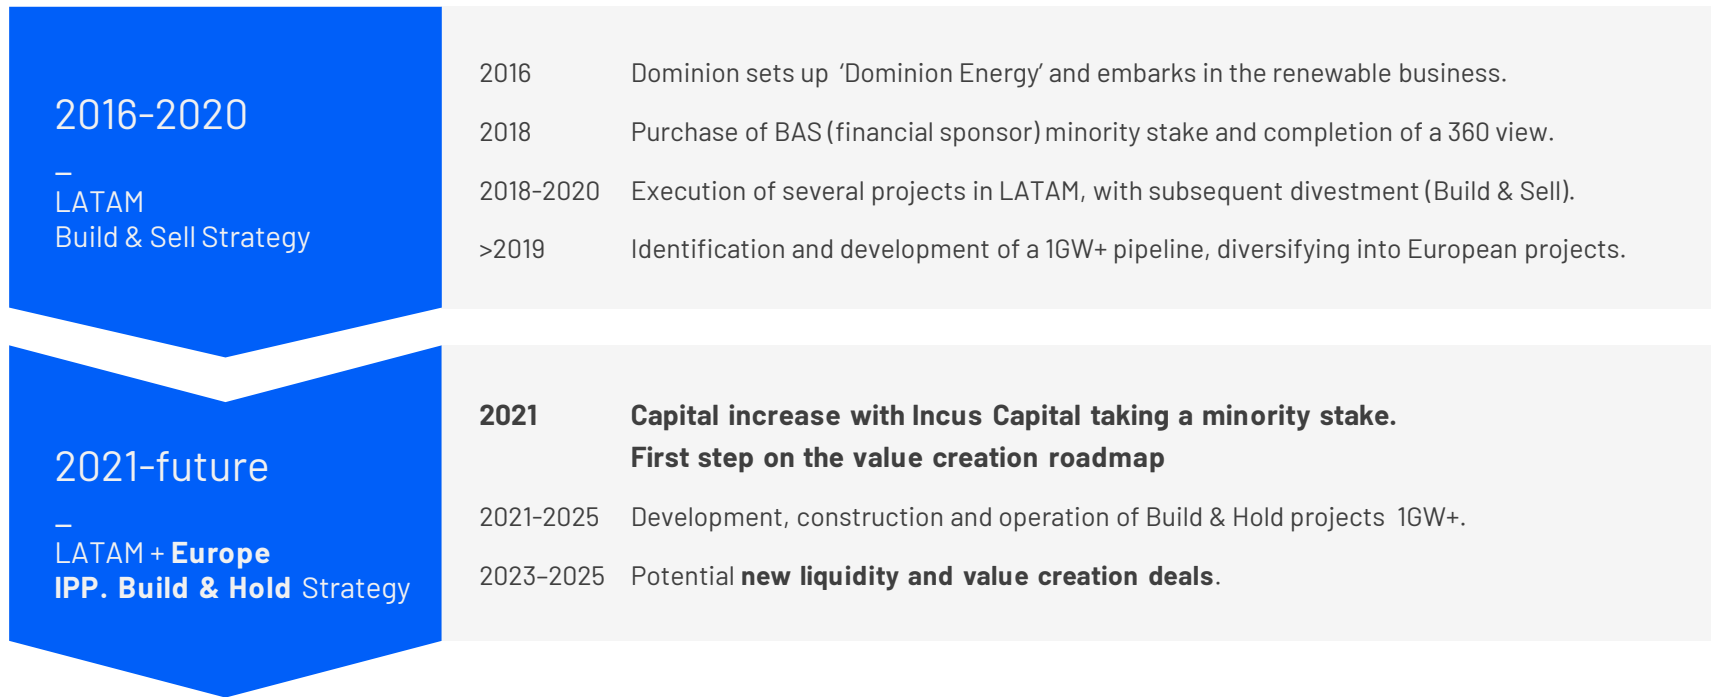 2016-2020
–
LATAM
Build & Sell Strategy
2016 Dominion sets up ‘Dominion Energy’ and embarks in the renewable business.
2018 Purchase of BAS (financial sponsor) minority stake and completion of a 360 view.
2018-2020 Execution of several projects in LATAM, with subsequent divestment (Build & Sell).
>2019 Identification and development of a 1GW+ pipeline, diversifying into European projects.
2021-future
–
LATAM + Europe
IPP. Build & Hold Strategy
2021 Capital increase with Incus Capital taking a minority stake.
First step on the value creation roadmap
2021-2025 Development, construction and operation of Build & Hold projects 1GW+.
2023–2025 Potential new liquidity and value creation deals.